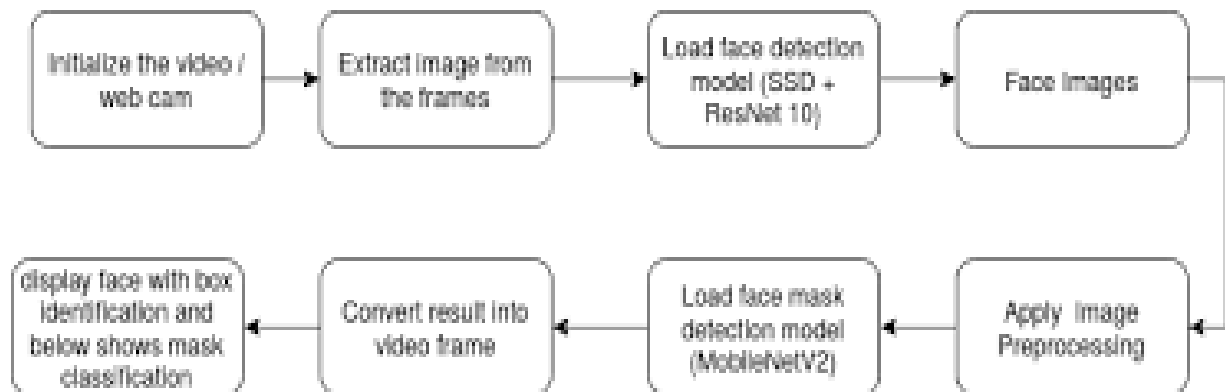 Initialize the video /
web cam
Extract image from
the frames
Load face detection
model (SSD +
ResNet 10)
Face Images
Apply Image
Preprocessing
Load face mask
detection model
(MobileNetV2)
Convert result into
video frame
display face with box
identification and
below shows mask
classification